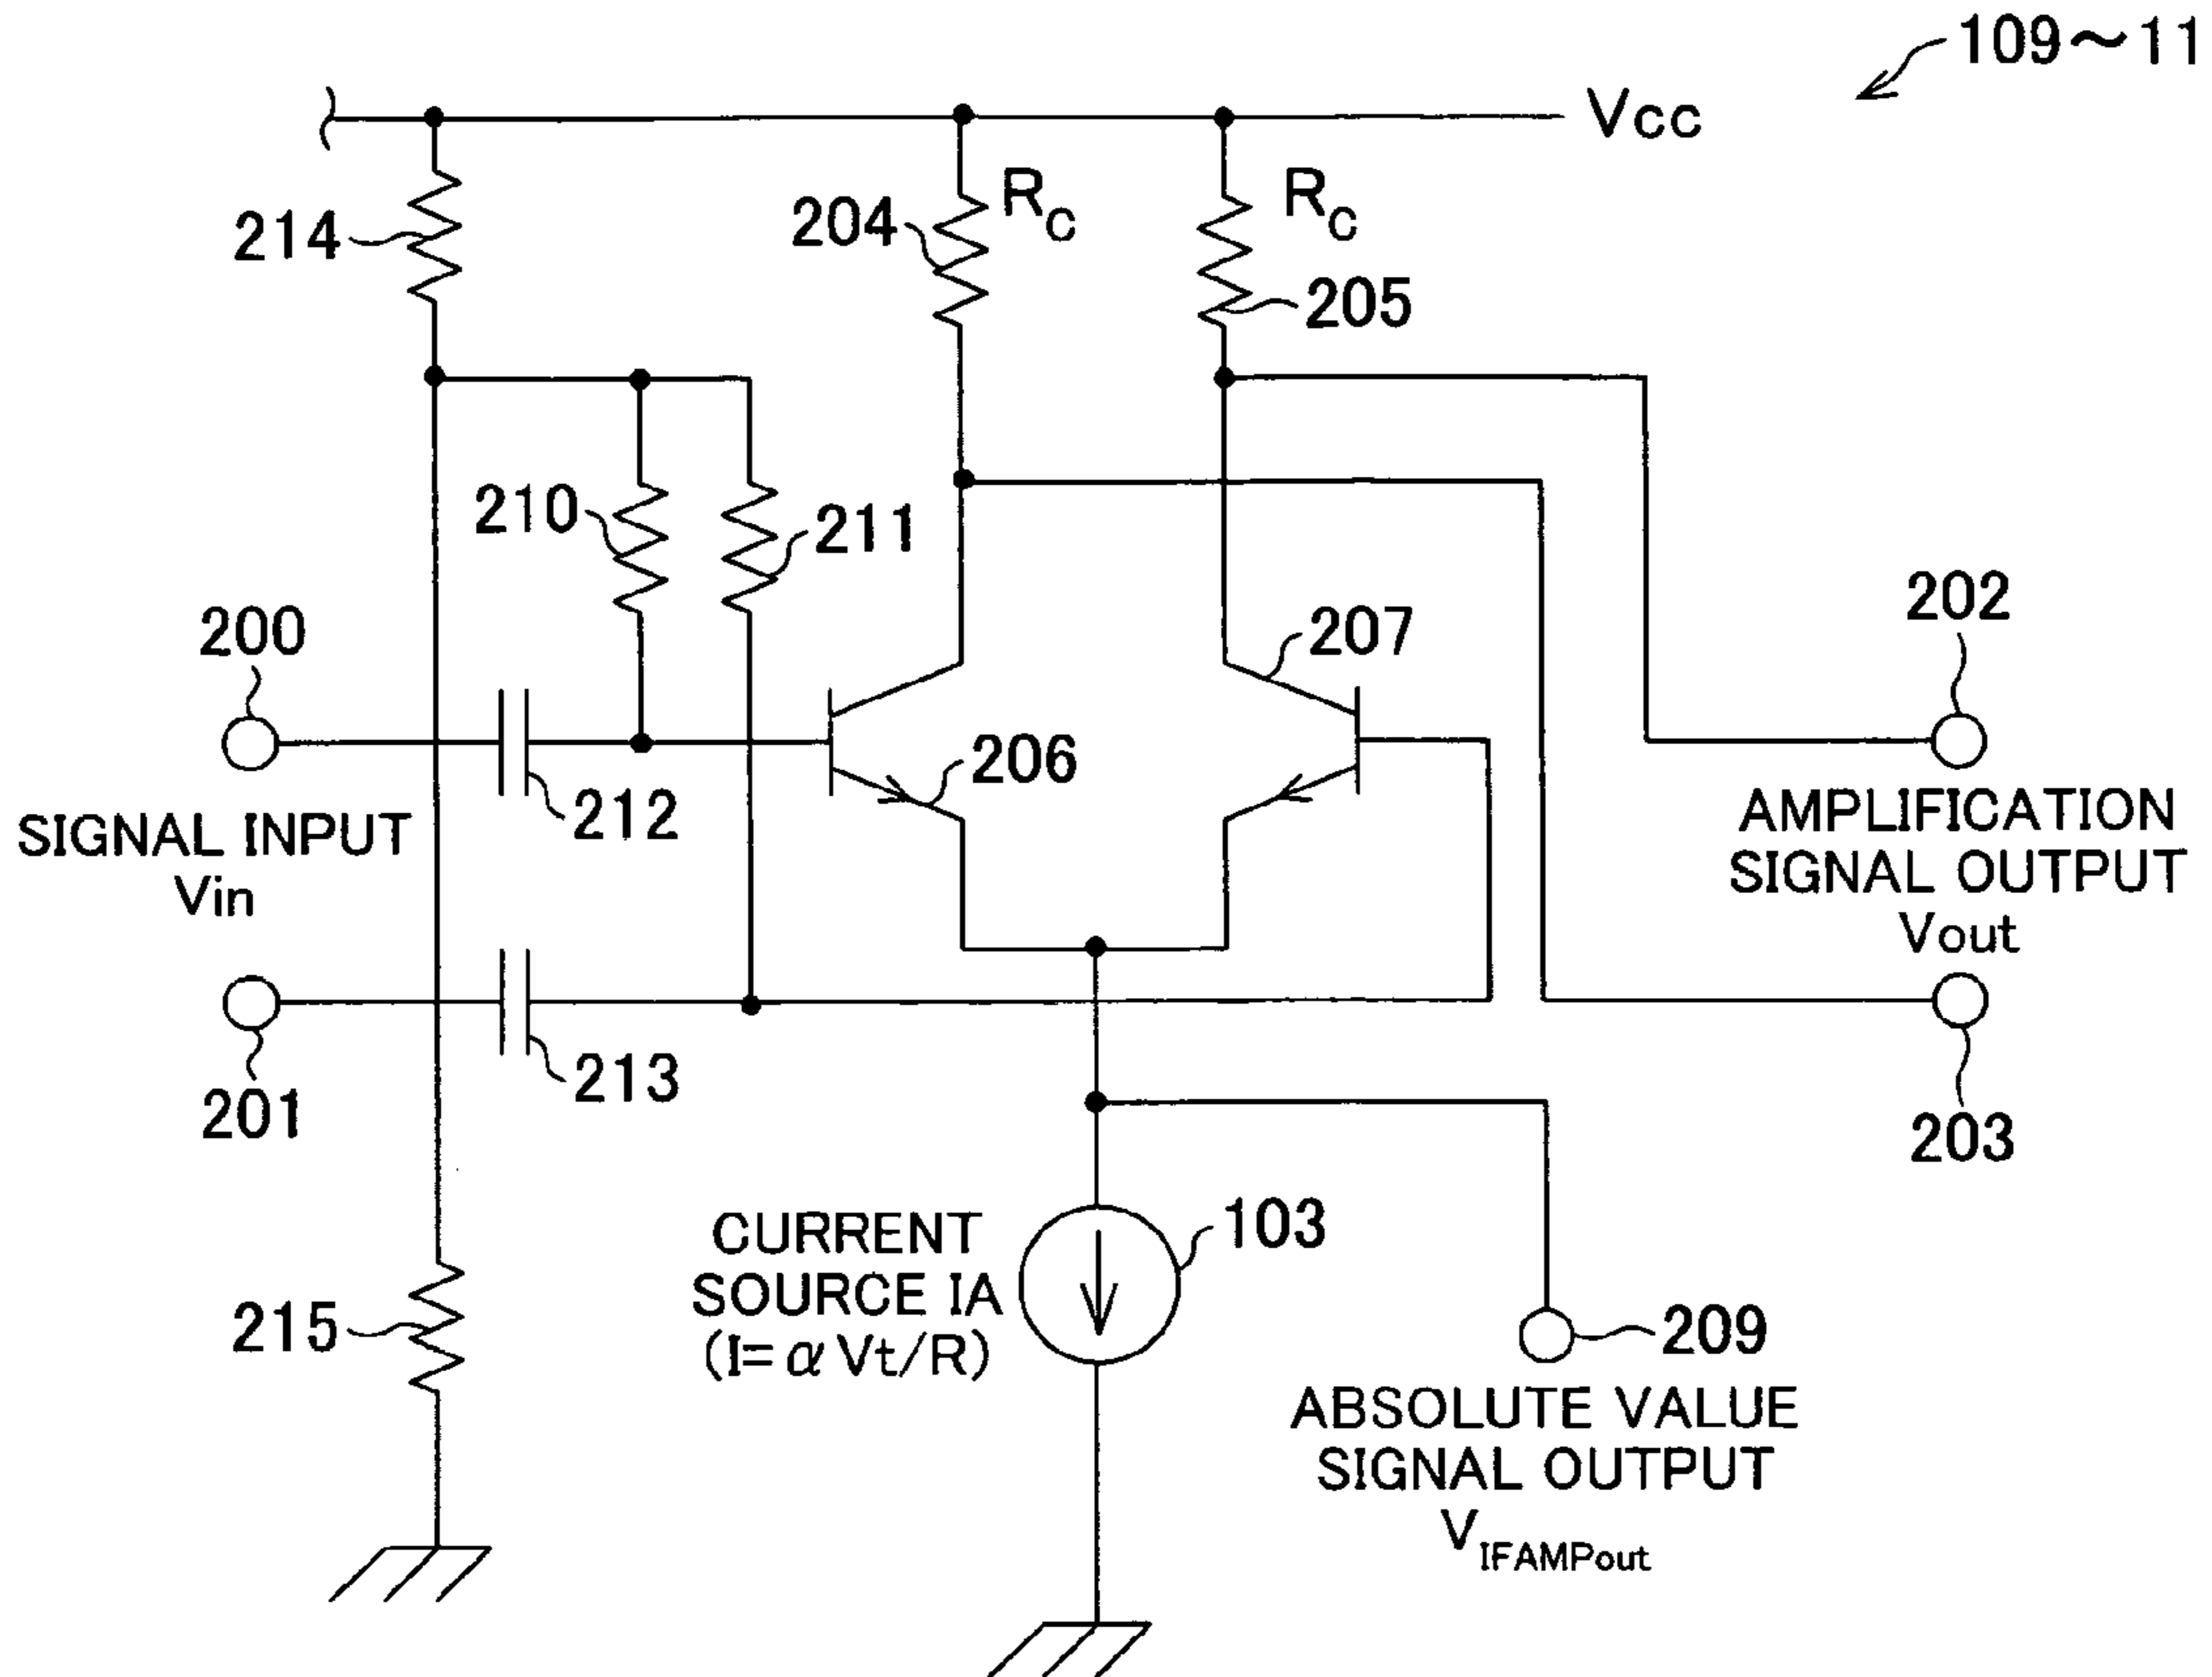 109～11
Vcc
214
204
RC
RC
205
210
211
200
207
202
206
212
SIGNAL INPUT
Vin
AMPLIFICATION
SIGNAL OUTPUT
Vout
201
213
203
CURRENT
SOURCE IA
(I=αVt/R)
103
215
209
ABSOLUTE VALUE
SIGNAL OUTPUT
VIFAMPout